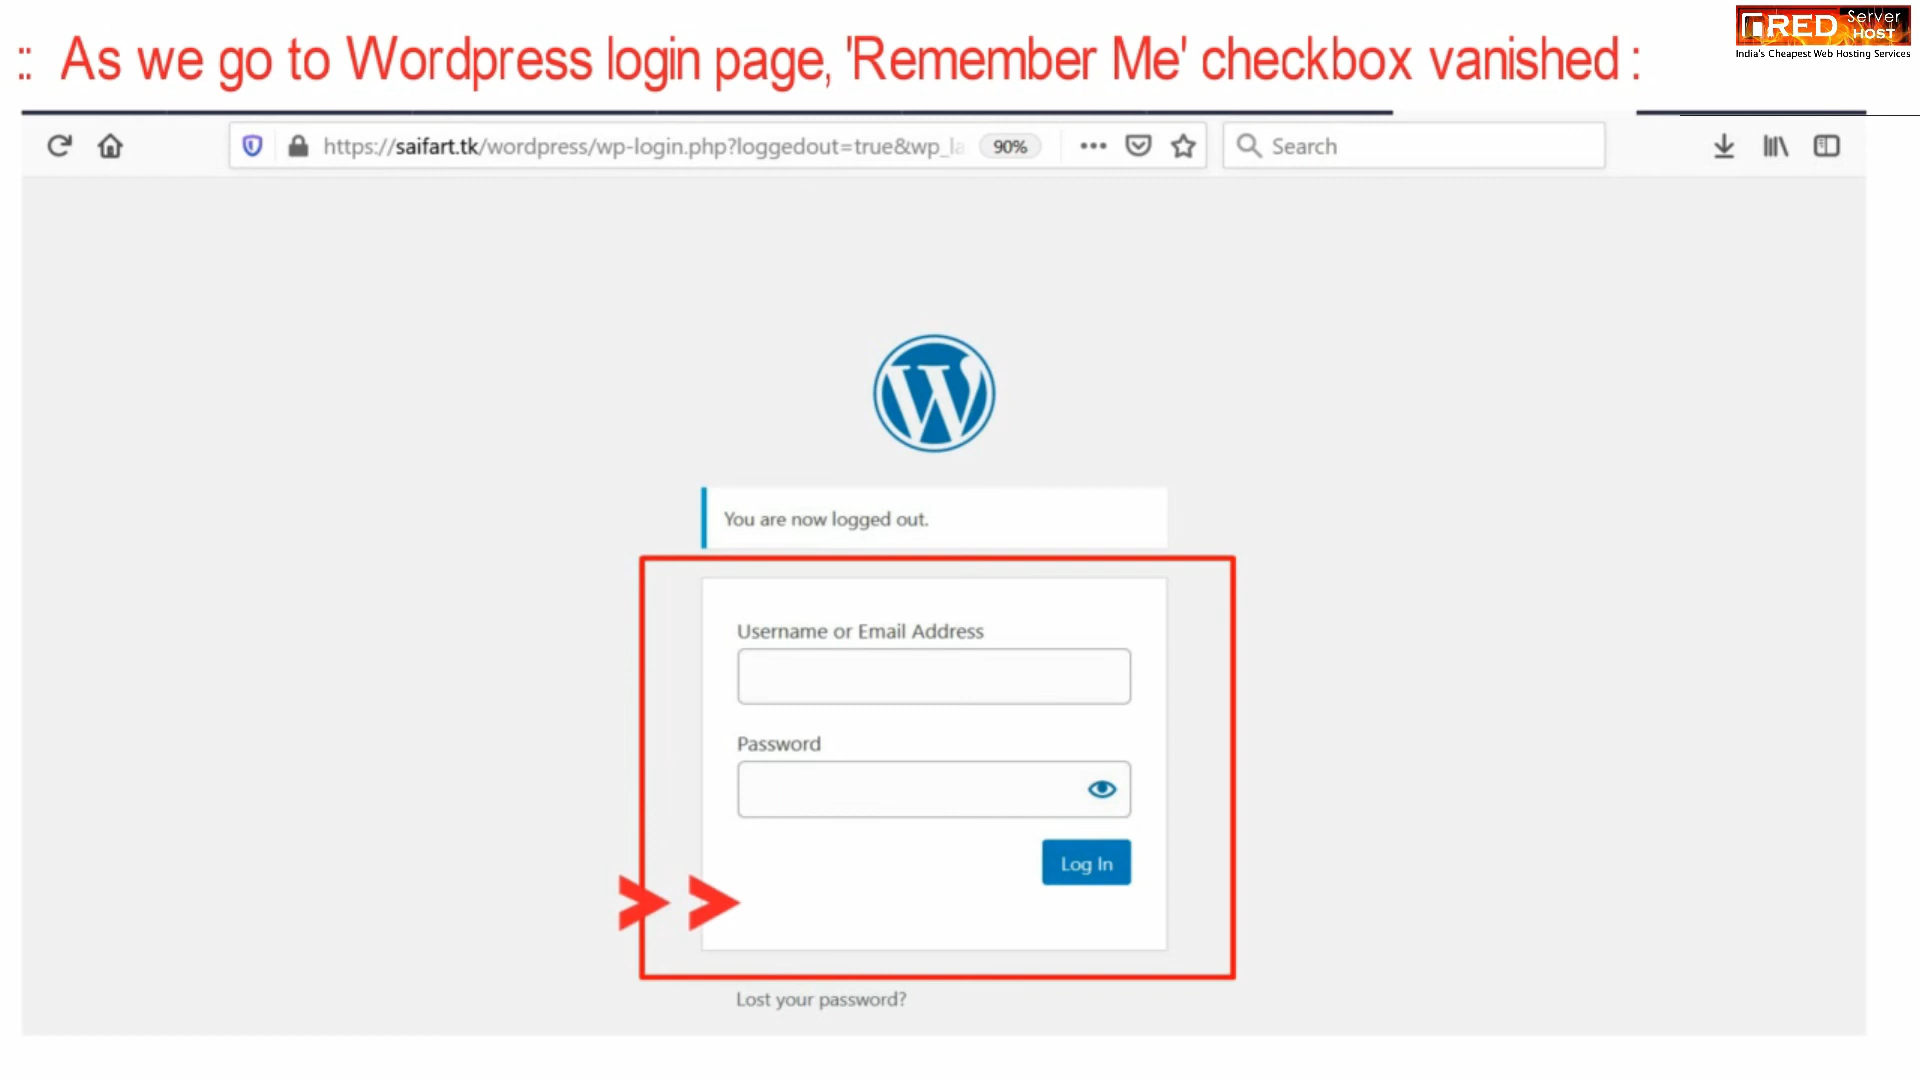 :: As we go to Wordpress login page, 'Remember Me' checkbox vanished :
RED Server
HOST
India's Cheapest Web Hosting Services
https://saifart.tk/wordpress/wp-login.php?loggedout=true&wp_la
90%
Search
You are now logged out.
Username or Email Address
Password
Log In
Lost your password?